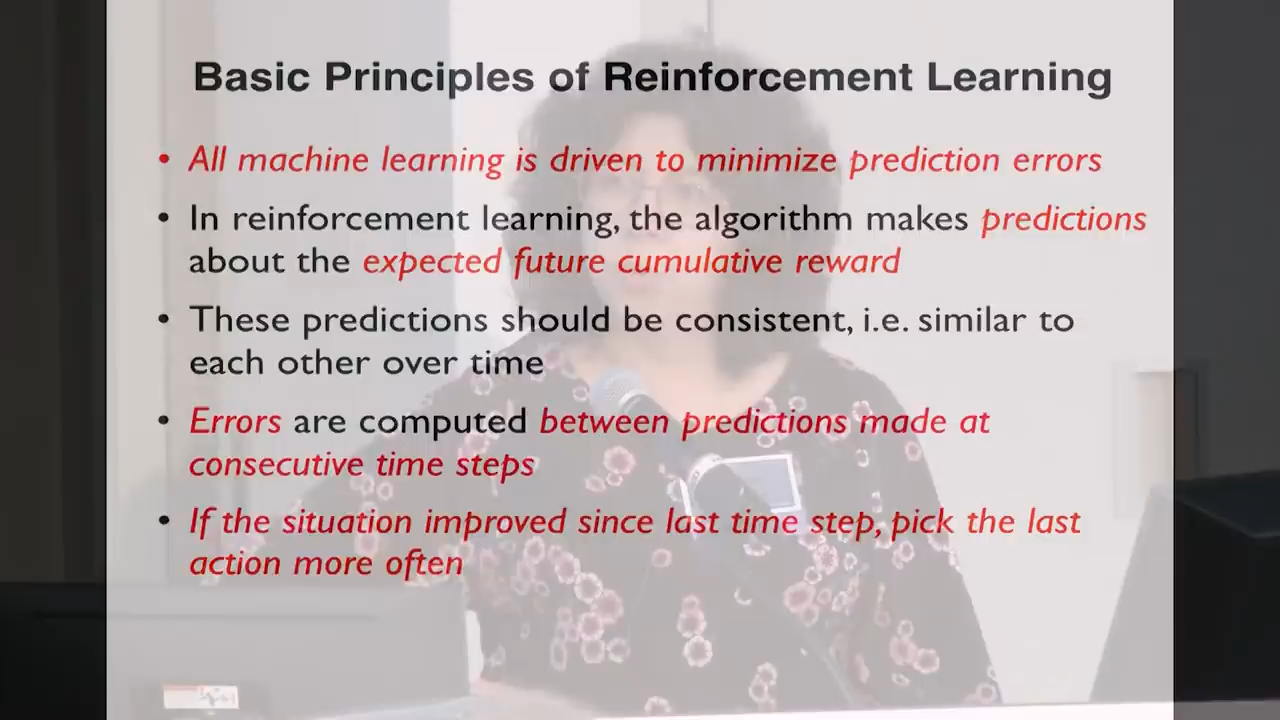 Basic Principles of Reinforcement Learning
• All machine learning is driven to minimize prediction errors
• In reinforcement learning, the algorithm makes predictions
about the expected future cumulative reward
• These predictions should be consistent, i.e. similar to
each other over time
• Errors are computed between predictions made at
consecutive time steps
• If the situation improved since last time step, pick the last
action more often